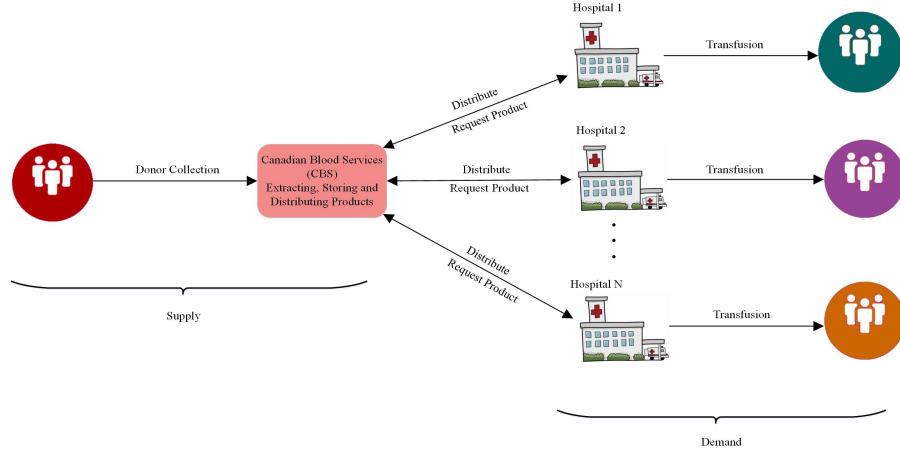 Hospital 1
Transfusion
Distribute
Request Product
Donor Collection
Canadian Blood Services
(CBS)
Extracting, Storing and
Distributing Products
Hospital 2
Distribute
Request Product
Transfusion
Distribute
Request Product
Hospital N
Transfusion
Supply
Demand